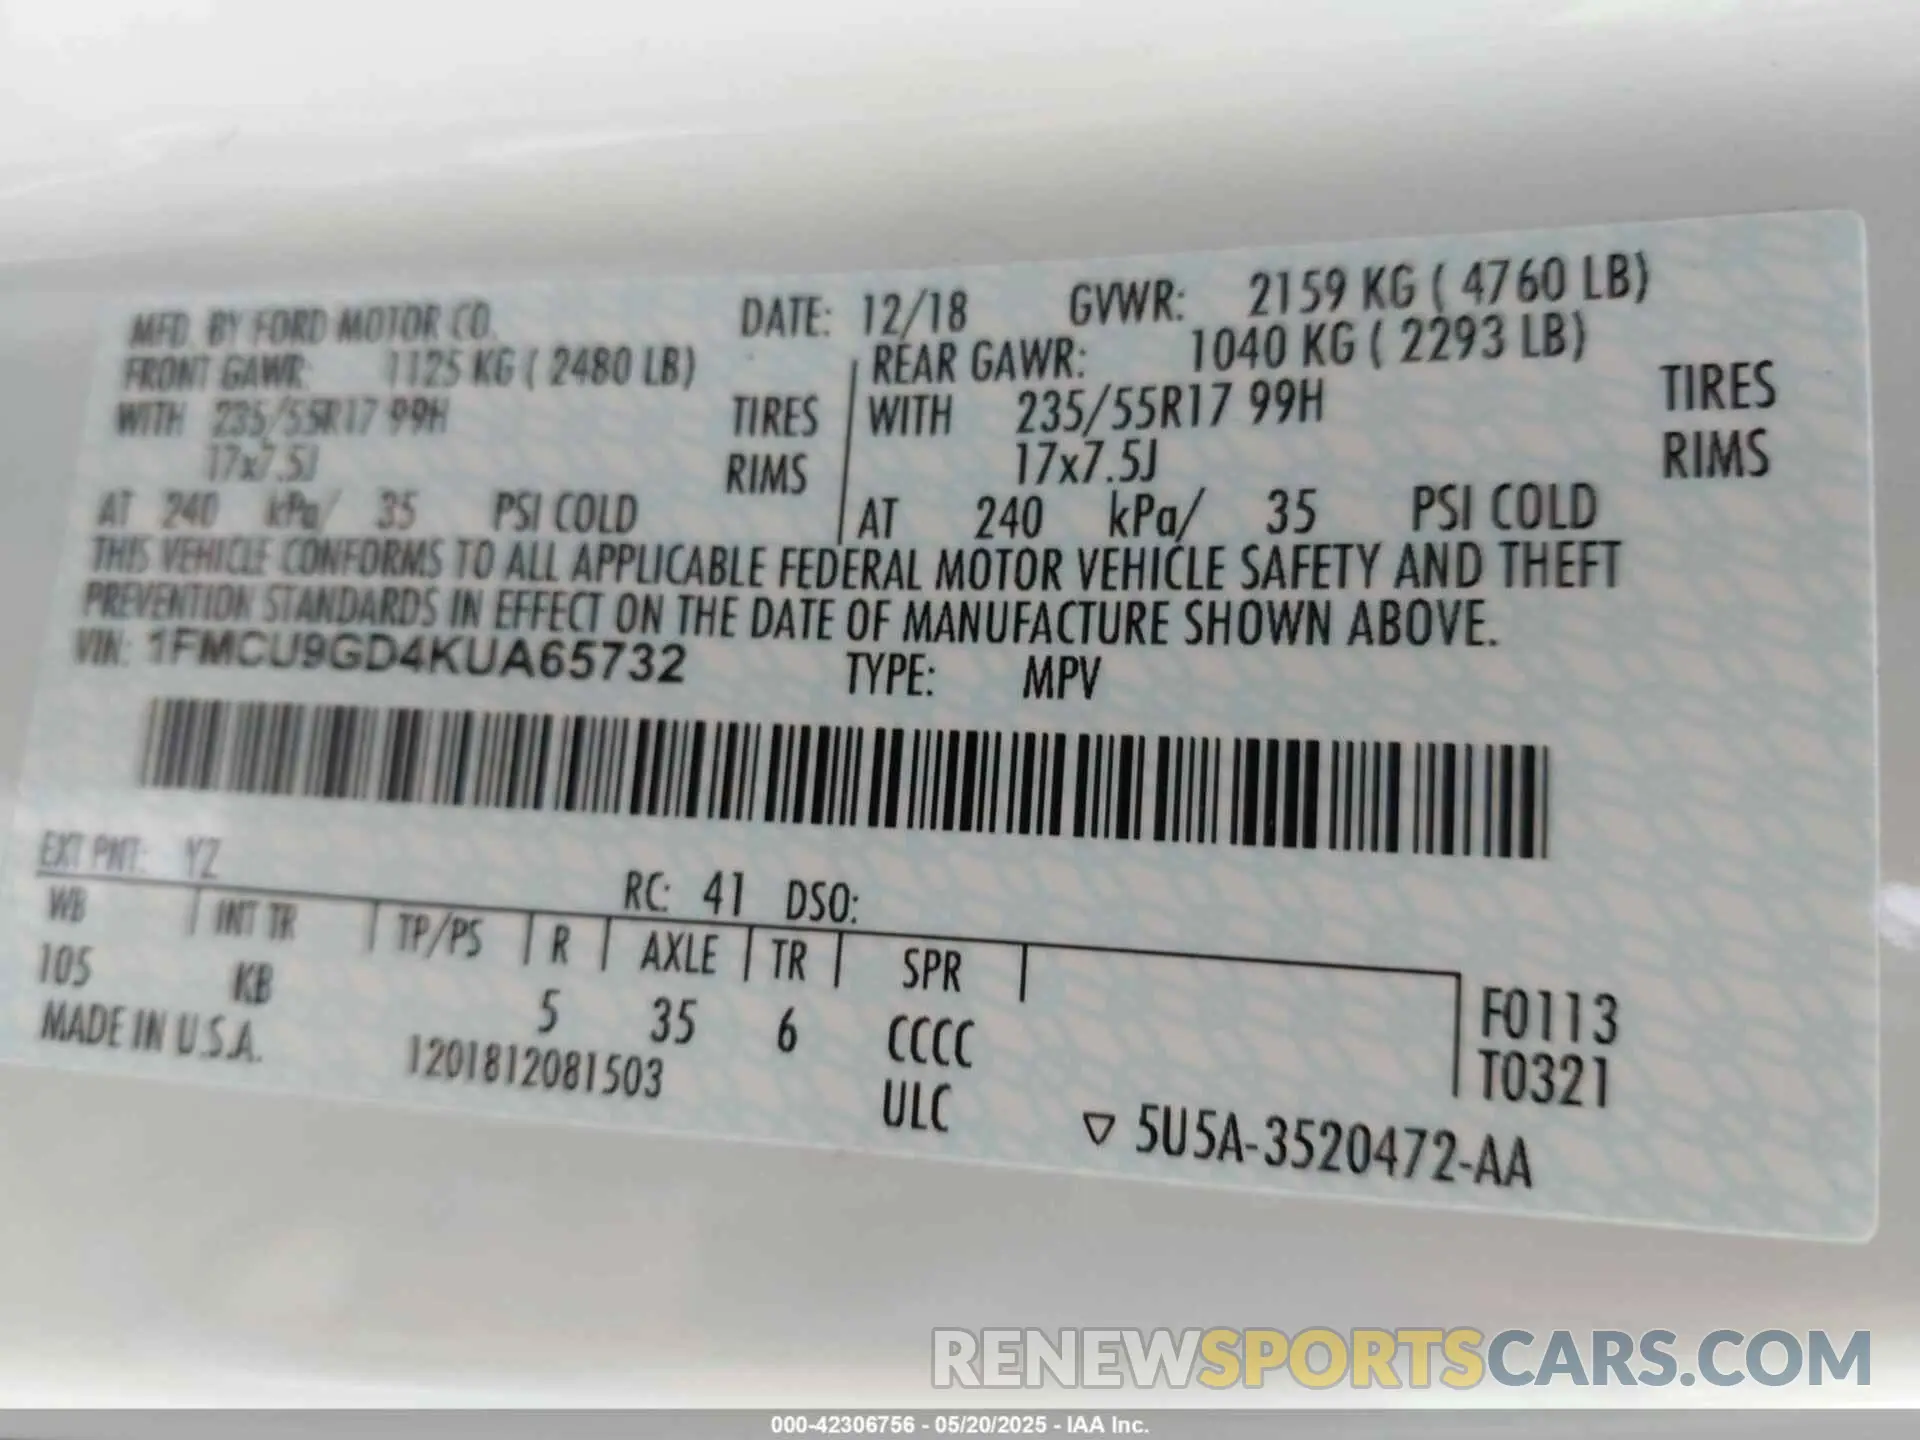 MFD. BY FORD MOTOR CO. DATE: 12/18 GVWR: 2159 KG ( 4760 LB)
FRONT GAWR: 1125 KG ( 2480 LB) REAR GAWR: 1040 KG ( 2293 LB)
WITH 235/55R17 99H TIRES WITH 235/55R17 99H TIRES
17x7.5J RIMS 17x7.5J RIMS
AT 240 kPa/ 35 PSI COLD AT 240 kPa/ 35 PSI COLD
THIS VEHICLE CONFORMS TO ALL APPLICABLE FEDERAL MOTOR VEHICLE SAFETY AND THEFT
PREVENTION STANDARDS IN EFFECT ON THE DATE OF MANUFACTURE SHOWN ABOVE.
VIN: 1FMCU9GD4KUA65732 TYPE: MPV
EXT PNT: YZ RC: 41 DSO:
WB INT TR TP/PS R AXLE TR SPR
105 KB 5 35 6 CCCC F0113
MADE IN U.S.A. 1201812081503 ULC T0321
▽ 5U5A-3520472-AA
RENEWSPORTSCARS.COM
000-42306756 - 05/20/2025 - IAA Inc.